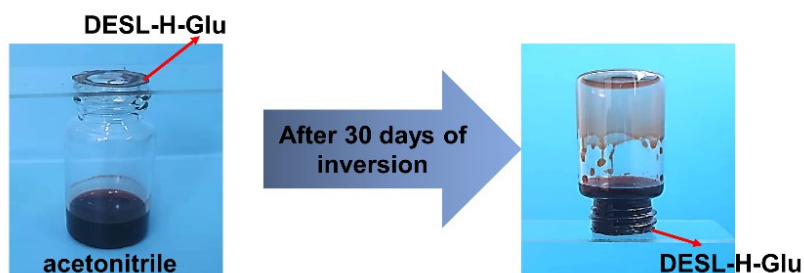 DESL-H-Glu
After 30 days of
inversion
acetonitrile
DESL-H-Glu